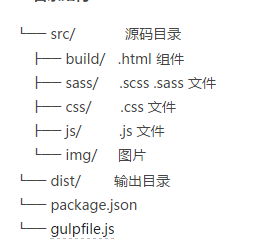 └── src/ 源码目录
├── build/ .html 组件
├── sass/ .scss .sass 文件
├── css/ .css 文件
├── js/ .js 文件
└── img/ 图片
└── dist/ 输出目录
└── package.json
└── gulpfile.js